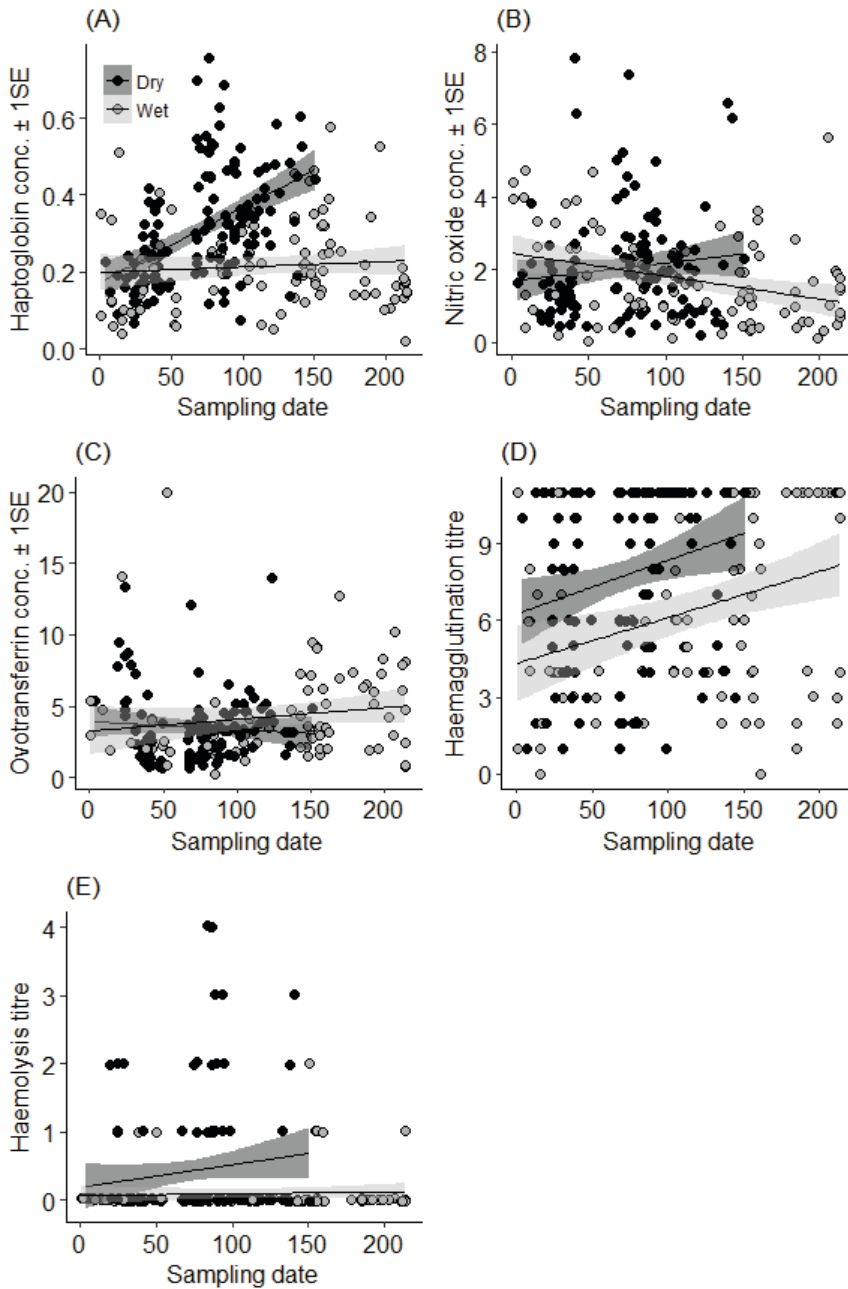 (A)
Haptoglobin conc. ± 1SE
0.6
0.4
0.2
0.0
Dry
Wet
0 50 100 150 200
Sampling date
(B)
Nitric oxide conc. ± 1SE
8
6
4
2
0
0 50 100 150 200
Sampling date
(C)
Ovotransferrin conc. ± 1SE
20
15
10
5
0
0 50 100 150 200
Sampling date
(D)
Haemagglutination titre
9
6
3
0
0 50 100 150 200
Sampling date
(E)
Haemolysis titre
4
3
2
1
0
0 50 100 150 200
Sampling date